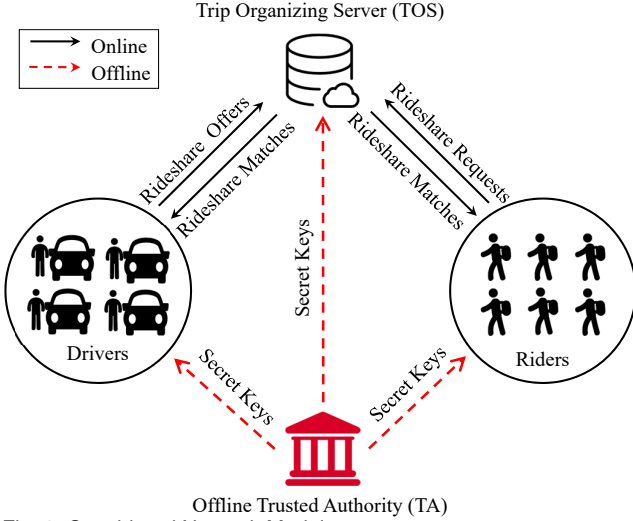 Trip Organizing Server (TOS)
Online
Offline
Rideshare Offers
Rideshare Matches
Rideshare Requests
Rideshare Matches
Secret Keys
Drivers
Riders
Secret Keys
Secret Keys
Offline Trusted Authority (TA)